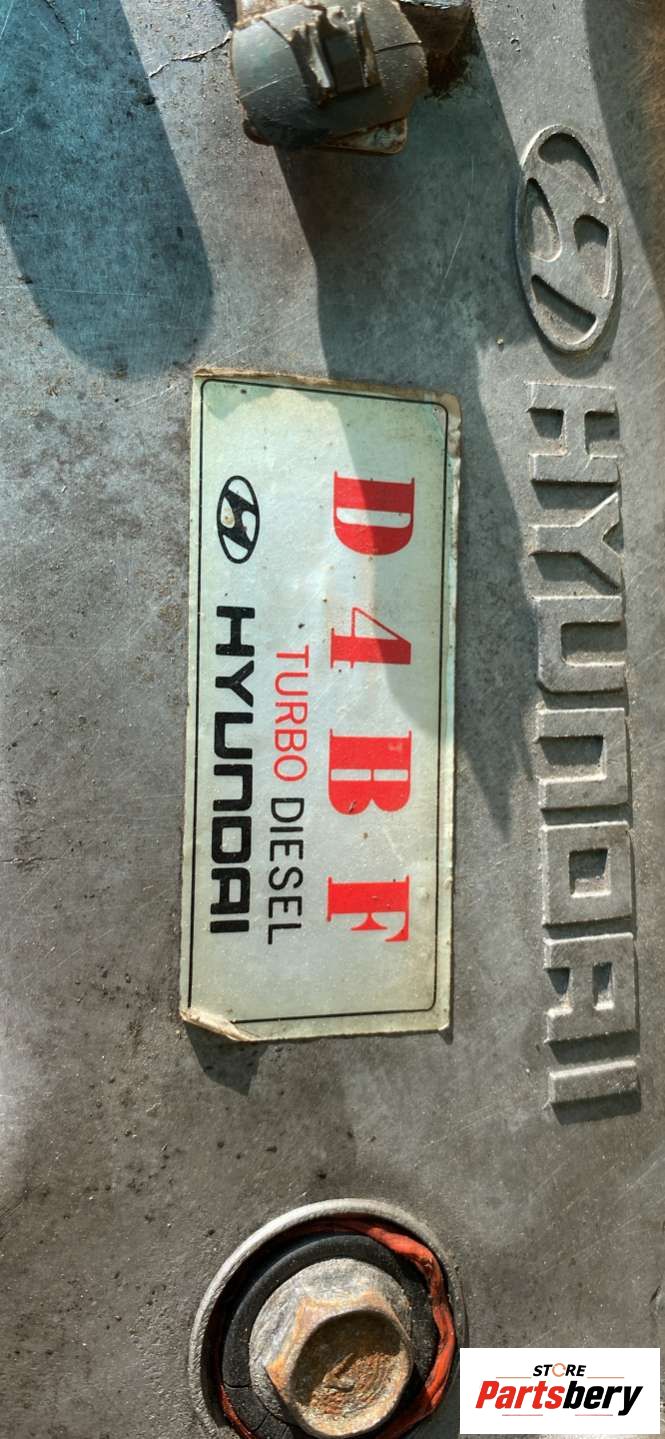 HYUNDAI
D4BF
TURBO DIESEL
HYUNDAI
STORE
Partsbery